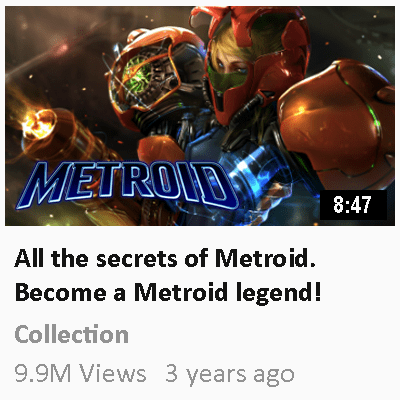 METROID
8:47
All the secrets of Metroid.
Become a Metroid legend!
Collection
9.9M Views 3 years ago